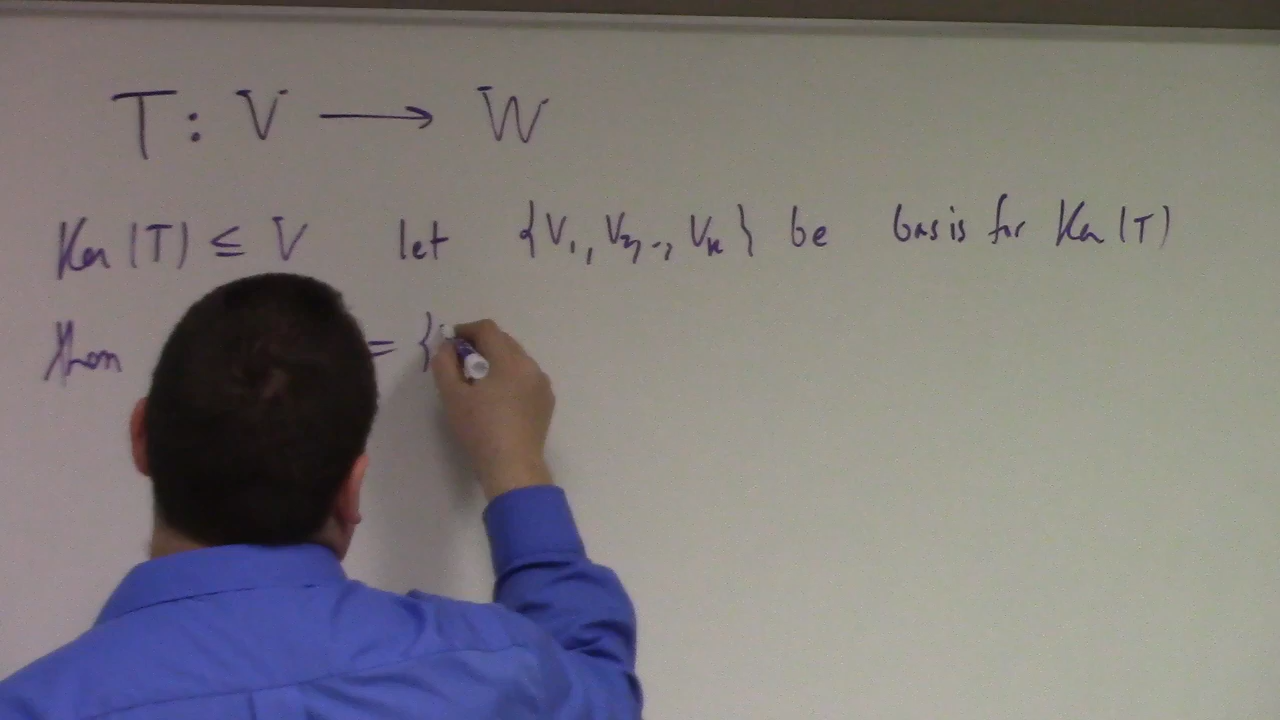 T : V ⟶ W
Ker (T) ≤ V let {V₁, V₂, .., Vₖ} be basis for Ker (T)
Then = {